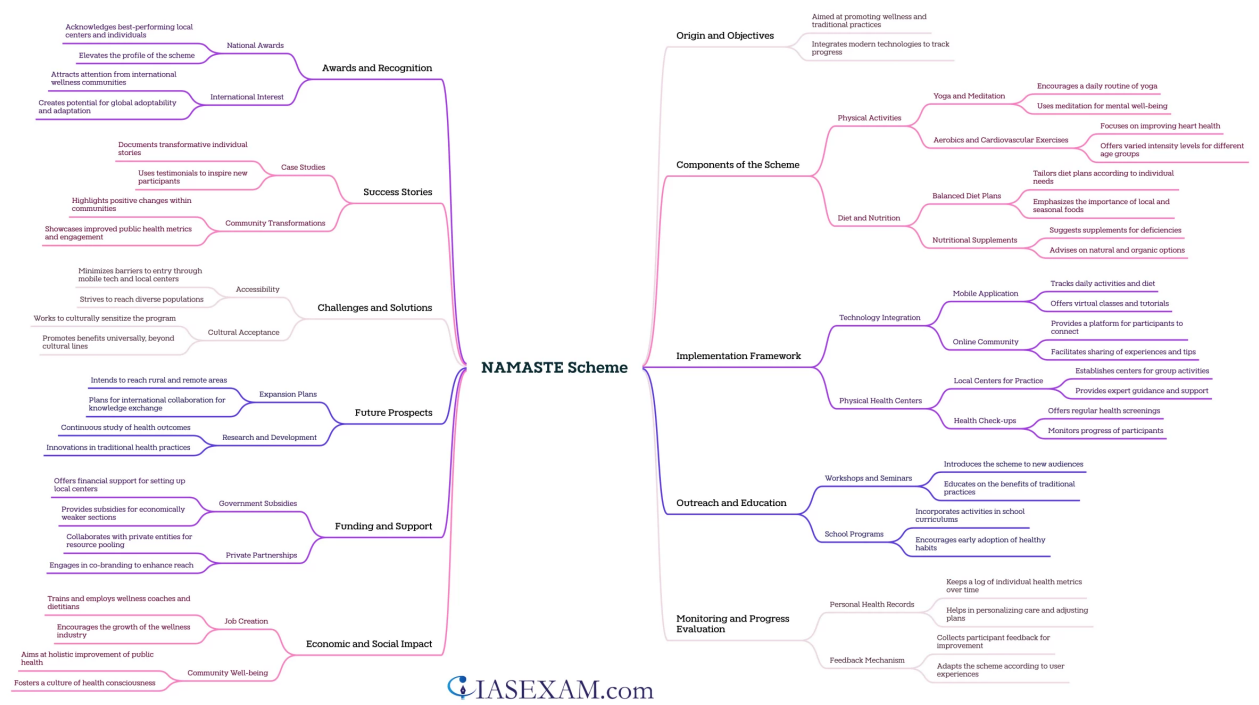 NAMASTE Scheme
Origin and Objectives
Aimed at promoting wellness and
traditional practices
Integrates modern technologies to track
progress
Components of the Scheme
Physical Activities
Yoga and Meditation
Encourages a daily routine of yoga
Uses meditation for mental well-being
Aerobics and Cardiovascular Exercises
Focuses on improving heart health
Offers varied intensity levels for different
age groups
Diet and Nutrition
Balanced Diet Plans
Tailors diet plans according to individual
needs
Emphasizes the importance of local and
seasonal foods
Nutritional Supplements
Suggests supplements for deficiencies
Advises on natural and organic options
Implementation Framework
Technology Integration
Mobile Application
Tracks daily activities and diet
Offers virtual classes and tutorials
Online Community
Provides a platform for participants to
connect
Facilitates sharing of experiences and tips
Physical Health Centers
Local Centers for Practice
Establishes centers for group activities
Provides expert guidance and support
Health Check-ups
Offers regular health screenings
Monitors progress of participants
Outreach and Education
Workshops and Seminars
Introduces the scheme to new audiences
Educates on the benefits of traditional
practices
School Programs
Incorporates activities in school
curriculums
Encourages early adoption of healthy
habits
Monitoring and Progress
Evaluation
Personal Health Records
Keeps a log of individual health metrics
over time
Helps in personalizing care and adjusting
plans
Feedback Mechanism
Collects participant feedback for
improvement
Adapts the scheme according to user
experiences
Awards and Recognition
National Awards
Acknowledges best-performing local
centers and individuals
Elevates the profile of the scheme
International Interest
Attracts attention from international
wellness communities
Creates potential for global adoptability
and adaptation
Success Stories
Case Studies
Documents transformative individual
stories
Uses testimonials to inspire new
participants
Community Transformations
Highlights positive changes within
communities
Showcases improved public health metrics
and engagement
Challenges and Solutions
Accessibility
Minimizes barriers to entry through
mobile tech and local centers
Strives to reach diverse populations
Cultural Acceptance
Works to culturally sensitize the program
Promotes benefits universally, beyond
cultural lines
Future Prospects
Expansion Plans
Intends to reach rural and remote areas
Plans for international collaboration for
knowledge exchange
Research and Development
Continuous study of health outcomes
Innovations in traditional health practices
Funding and Support
Government Subsidies
Offers financial support for setting up
local centers
Provides subsidies for economically
weaker sections
Private Partnerships
Collaborates with private entities for
resource pooling
Engages in co-branding to enhance reach
Economic and Social Impact
Job Creation
Trains and employs wellness coaches and
dietitians
Encourages the growth of the wellness
industry
Community Well-being
Aims at holistic improvement of public
health
Fosters a culture of health consciousness
IASEXAM.com